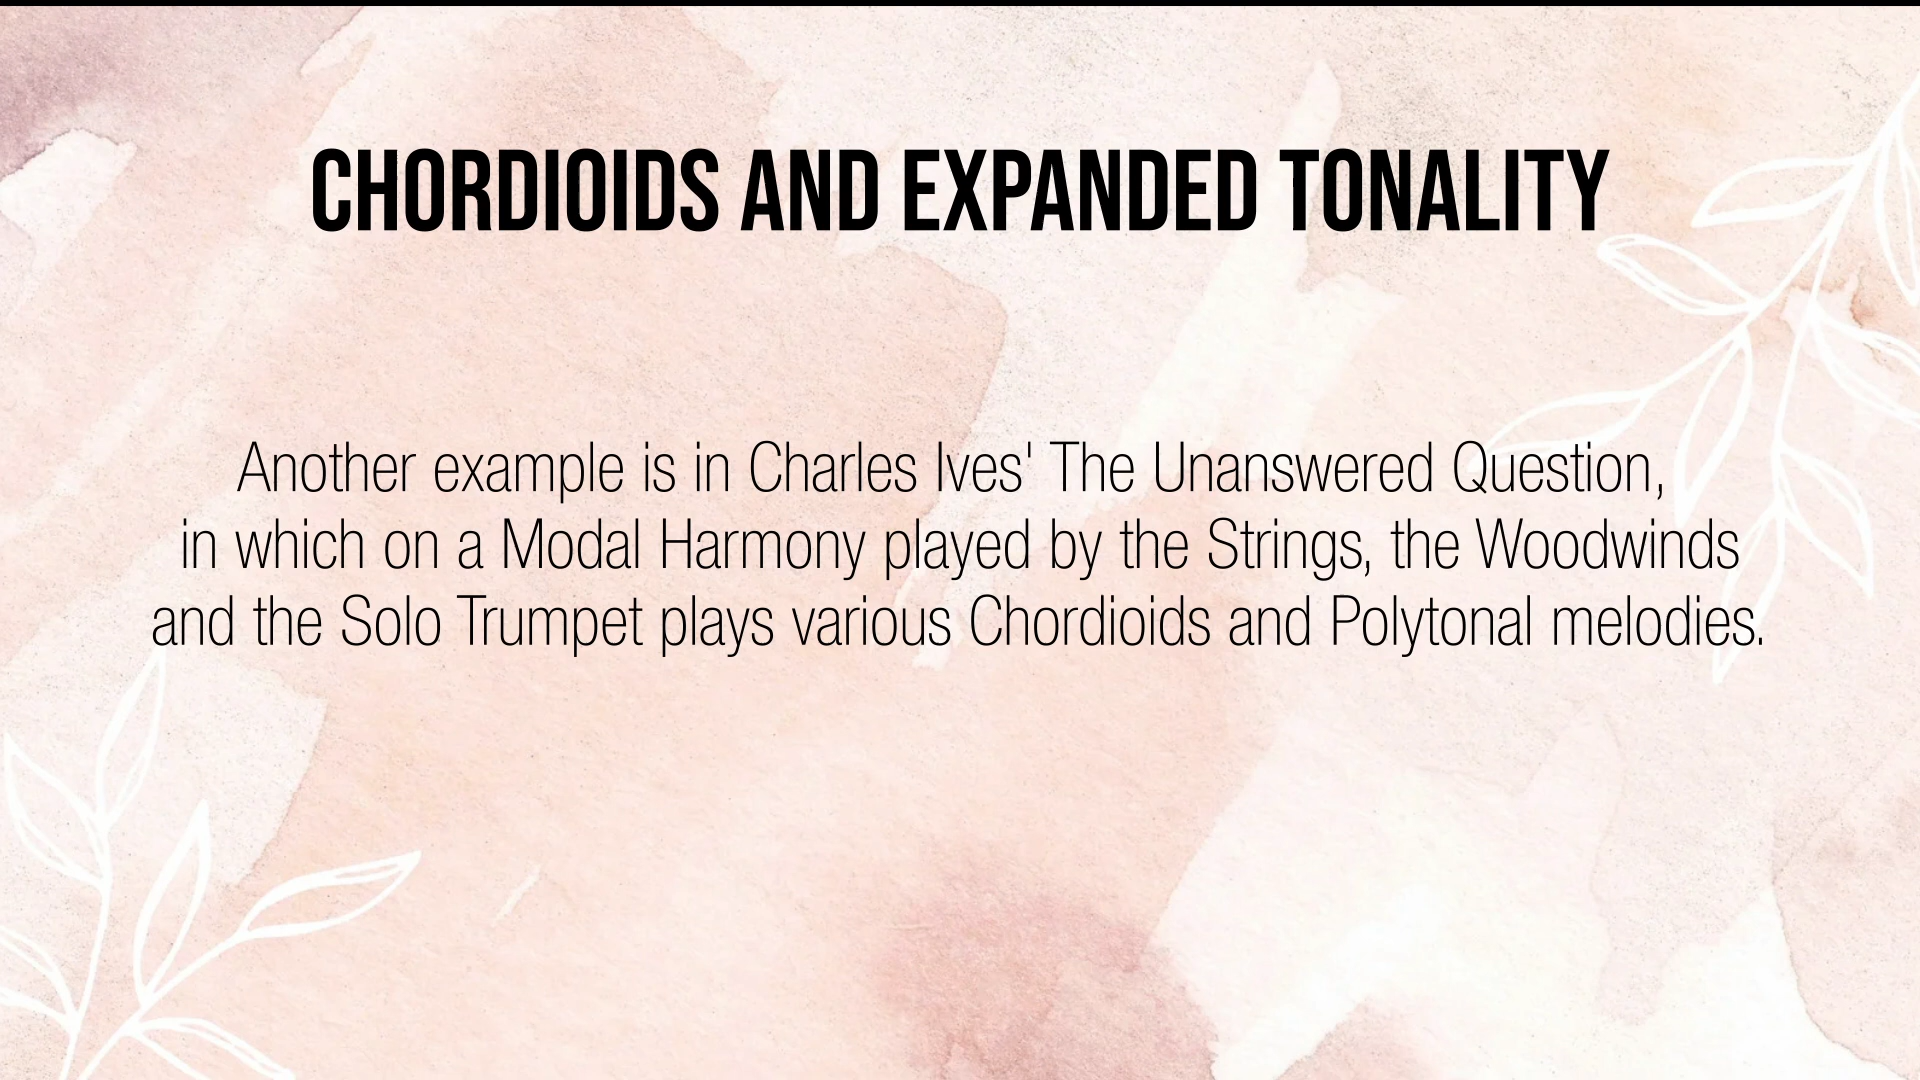 CHORDIOIDS AND EXPANDED TONALITY
Another example is in Charles Ives' The Unanswered Question,
in which on a Modal Harmony played by the Strings, the Woodwinds
and the Solo Trumpet plays various Chordioids and Polytonal melodies.